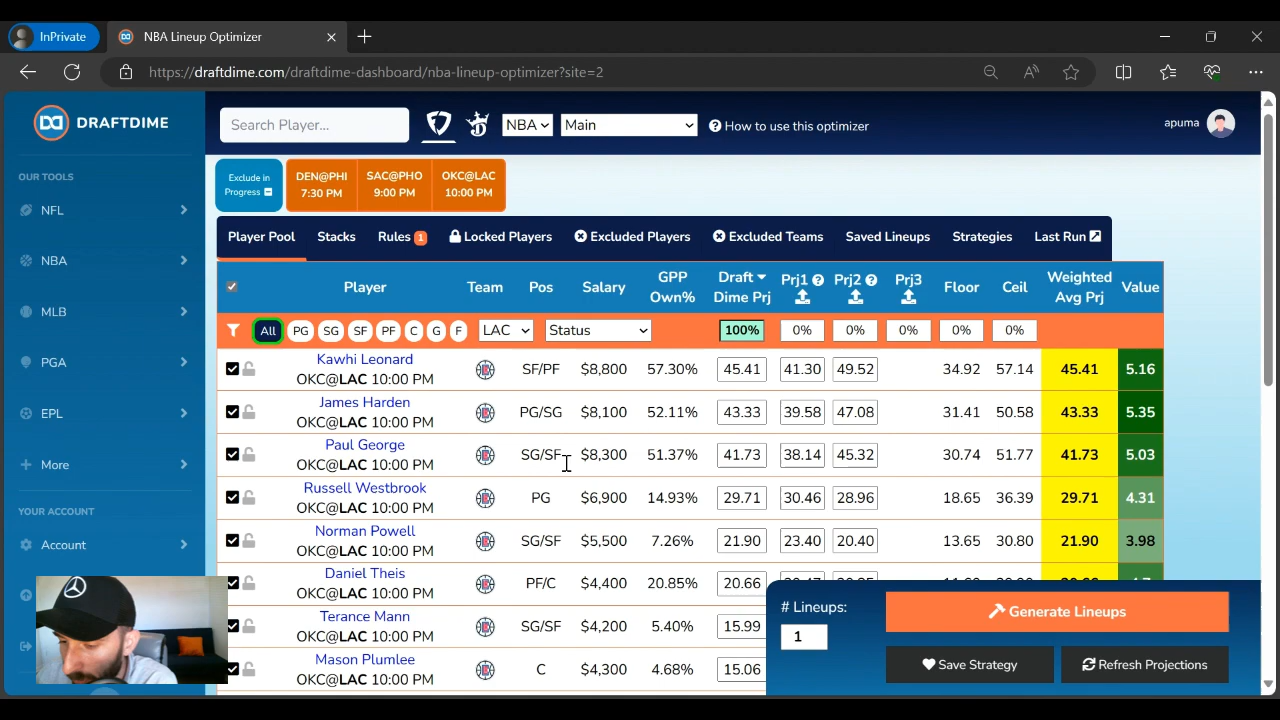 InPrivate
NBA Lineup Optimizer
https://draftdime.com/draftdime-dashboard/nba-lineup-optimizer?site=2
DRAFTDIME
Search Player...
NBA
Main
How to use this optimizer
apuma
OUR TOOLS
NFL
NBA
MLB
PGA
EPL
More
YOUR ACCOUNT
Account
Exclude in
Progress
DEN@PHI
7:30 PM
SAC@PHO
9:00 PM
OKC@LAC
10:00 PM
Player Pool Stacks Rules 1 Locked Players Excluded Players Excluded Teams Saved Lineups Strategies Last Run
Player Team Pos Salary GPP Own% Draft Dime Prj Prj1 Prj2 Prj3 Floor Ceil Weighted Avg Prj Value
All PG SG SF PF C G F LAC Status 100% 0% 0% 0% 0% 0%
Kawhi Leonard
OKC@LAC 10:00 PM SF/PF $8,800 57.30% 45.41 41.30 49.52 34.92 57.14 45.41 5.16
James Harden
OKC@LAC 10:00 PM PG/SG $8,100 52.11% 43.33 39.58 47.08 31.41 50.58 43.33 5.35
Paul George
OKC@LAC 10:00 PM SG/SF $8,300 51.37% 41.73 38.14 45.32 30.74 51.77 41.73 5.03
Russell Westbrook
OKC@LAC 10:00 PM PG $6,900 14.93% 29.71 30.46 28.96 18.65 36.39 29.71 4.31
Norman Powell
OKC@LAC 10:00 PM SG/SF $5,500 7.26% 21.90 23.40 20.40 13.65 30.80 21.90 3.98
Daniel Theis
OKC@LAC 10:00 PM PF/C $4,400 20.85% 20.66
Terance Mann
OKC@LAC 10:00 PM SG/SF $4,200 5.40% 15.99
Mason Plumlee
OKC@LAC 10:00 PM C $4,300 4.68% 15.06
# Lineups:
1
Generate Lineups
Save Strategy
Refresh Projections